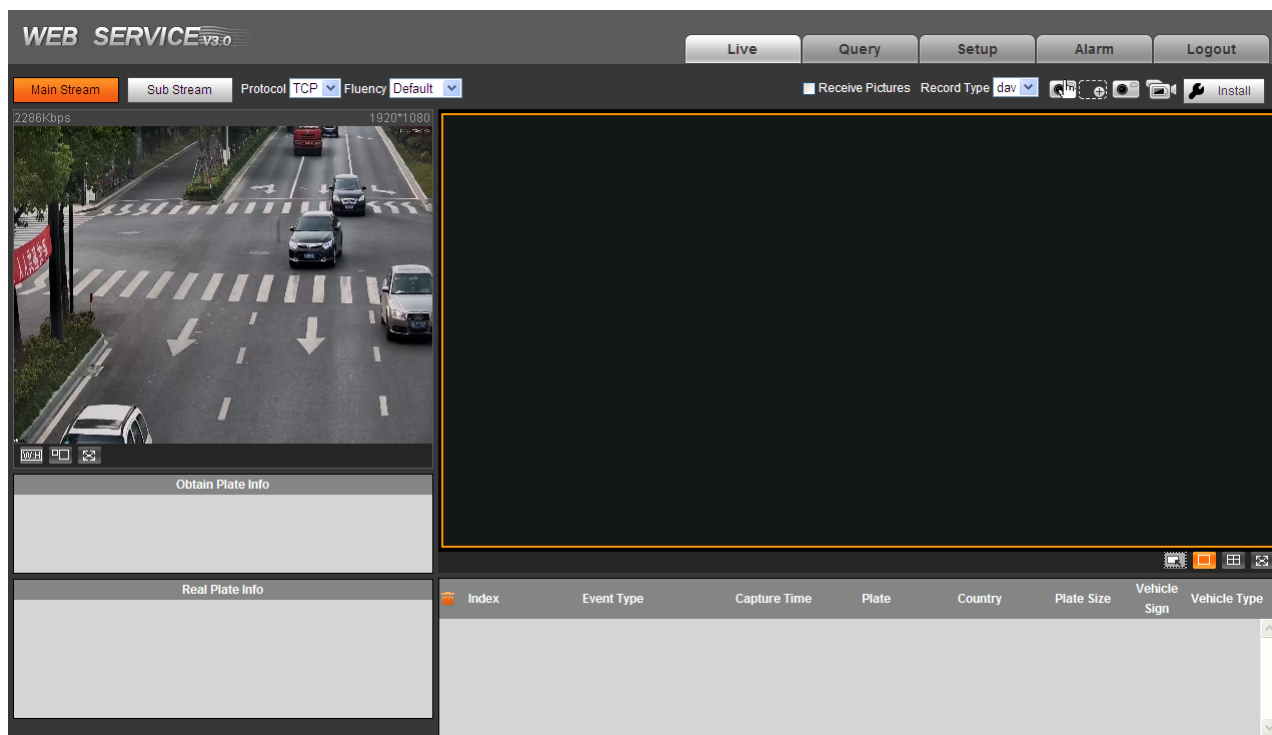 WEB SERVICE V3.0
Live Query Setup Alarm Logout
Main Stream Sub Stream Protocol TCP Fluency Default Receive Pictures Record Type dav Install
2286Kbps 1920*1080
W:H
Obtain Plate Info
Real Plate Info
Index Event Type Capture Time Plate Country Plate Size Vehicle Sign Vehicle Type